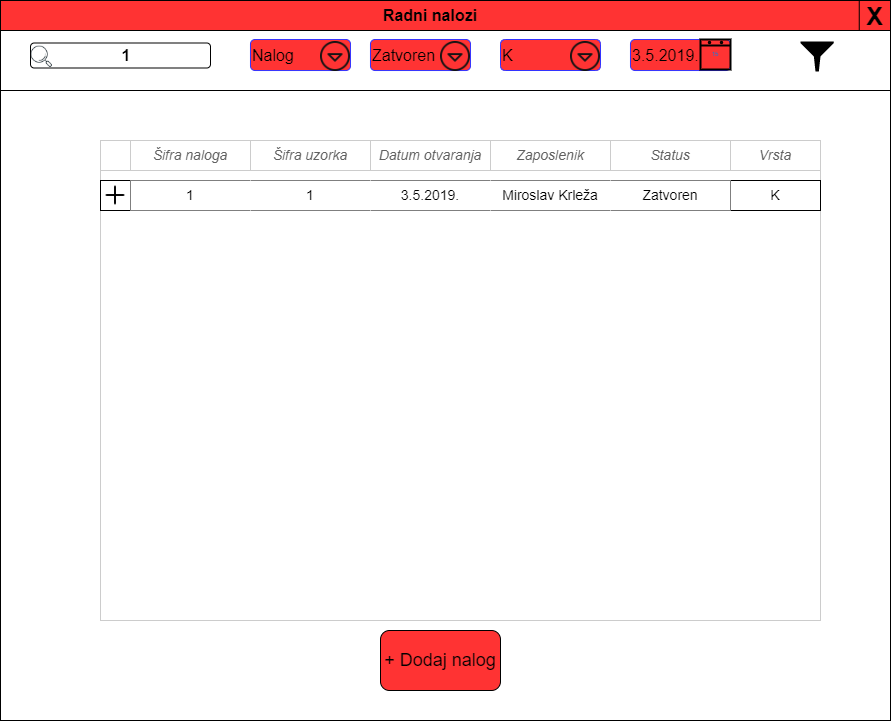 Radni nalozi X
1 Nalog Zatvoren K 3.5.2019.
Šifra naloga Šifra uzorka Datum otvaranja Zaposlenik Status Vrsta
1 1 3.5.2019. Miroslav Krleža Zatvoren K
+ Dodaj nalog